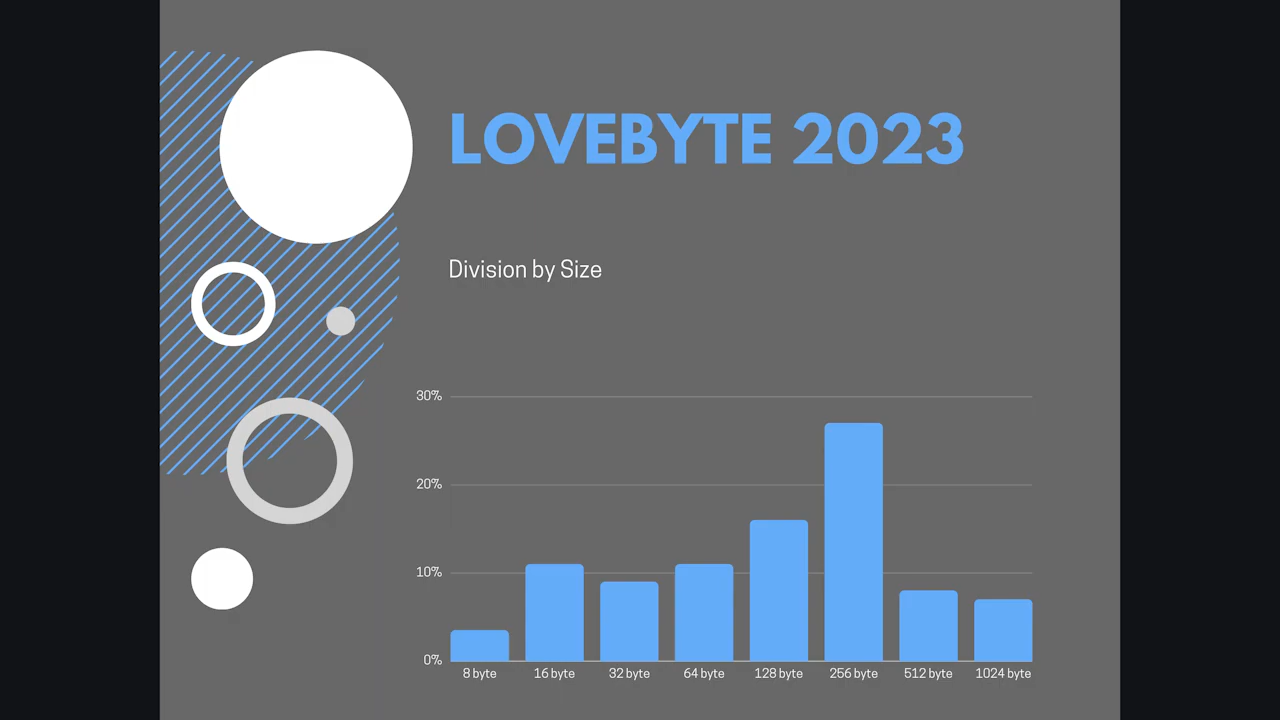 LOVEBYTE 2023
Division by Size
30%
20%
10%
0%
8 byte
16 byte
32 byte
64 byte
128 byte
256 byte
512 byte
1024 byte